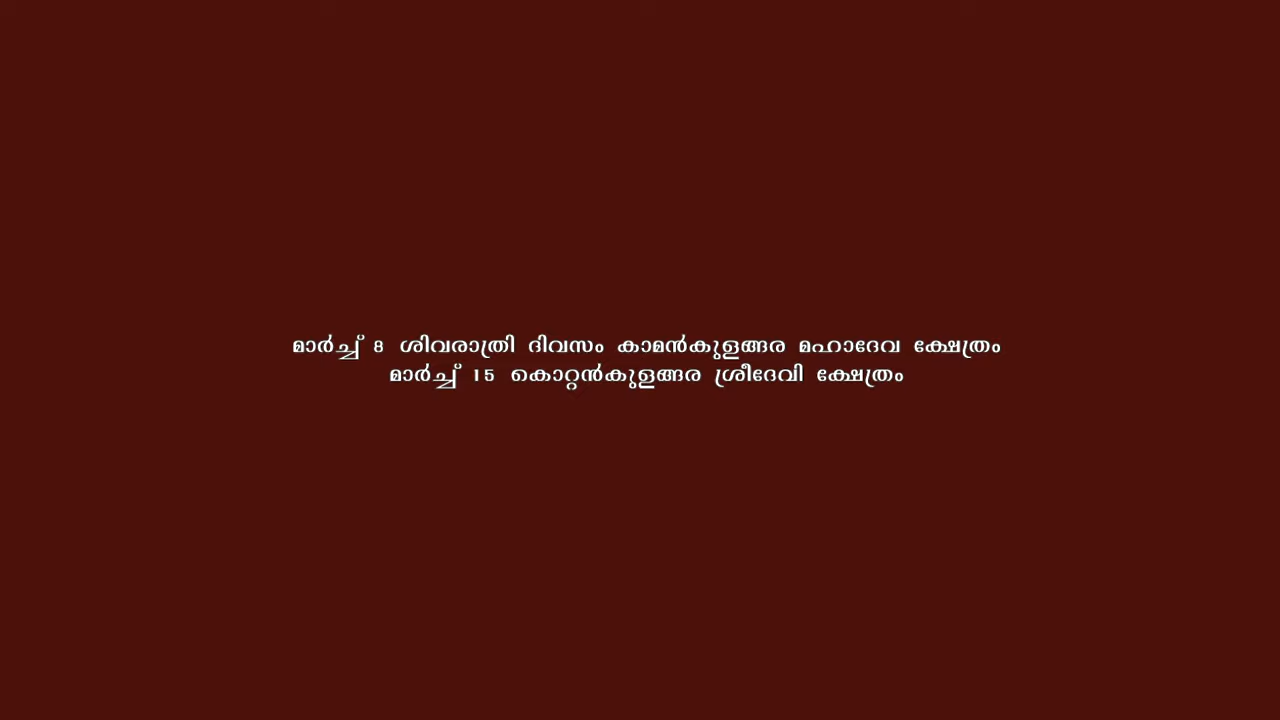 മാർച്ച് 8 ശിവരാത്രി ദിവസം കാമൻകുളങ്ങര മഹാദേവ ക്ഷേത്രം
മാർച്ച് 15 കൊറ്റൻകുളങ്ങര ശ്രീദേവി ക്ഷേത്രം